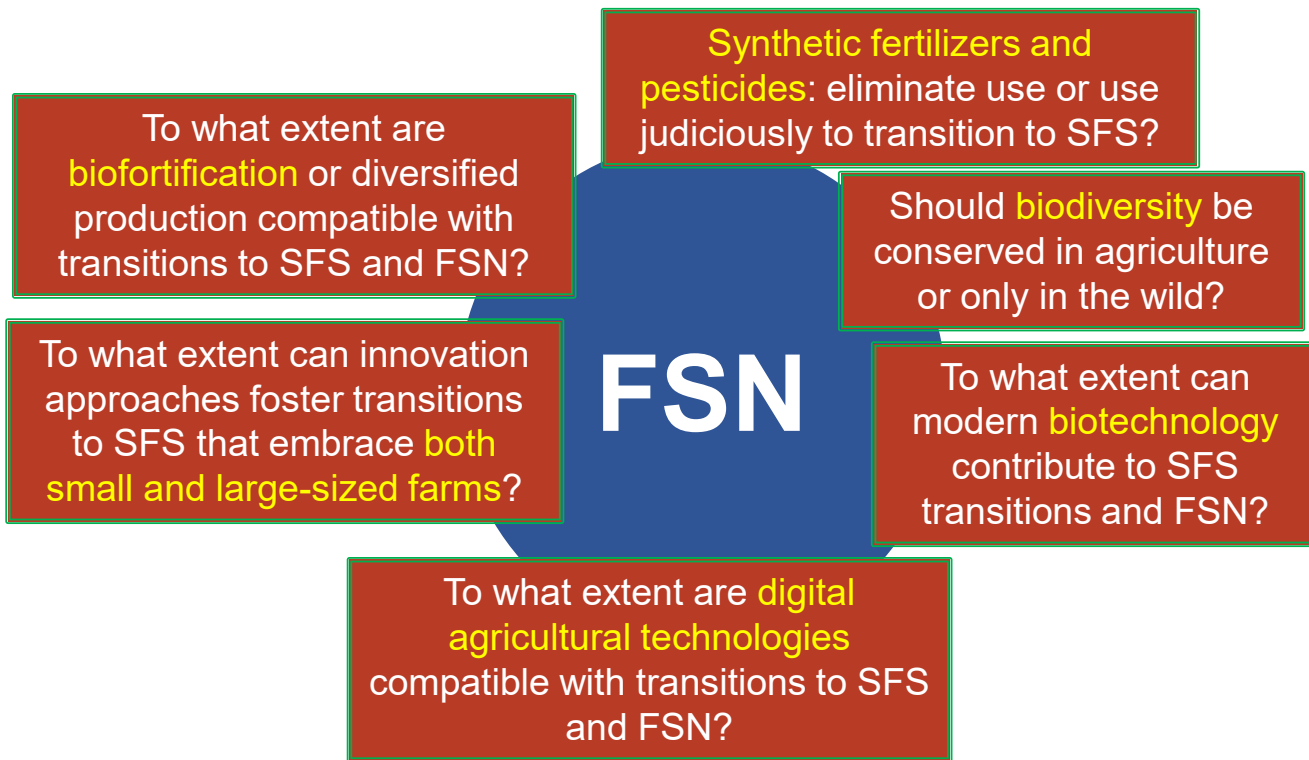 Synthetic fertilizers and
pesticides: eliminate use or use
judiciously to transition to SFS?
To what extent are
biofortification or diversified
production compatible with
transitions to SFS and FSN?
Should biodiversity be
conserved in agriculture
or only in the wild?
To what extent can innovation
approaches foster transitions
to SFS that embrace both
small and large-sized farms?
FSN
To what extent can
modern biotechnology
contribute to SFS
transitions and FSN?
To what extent are digital
agricultural technologies
compatible with transitions to SFS
and FSN?